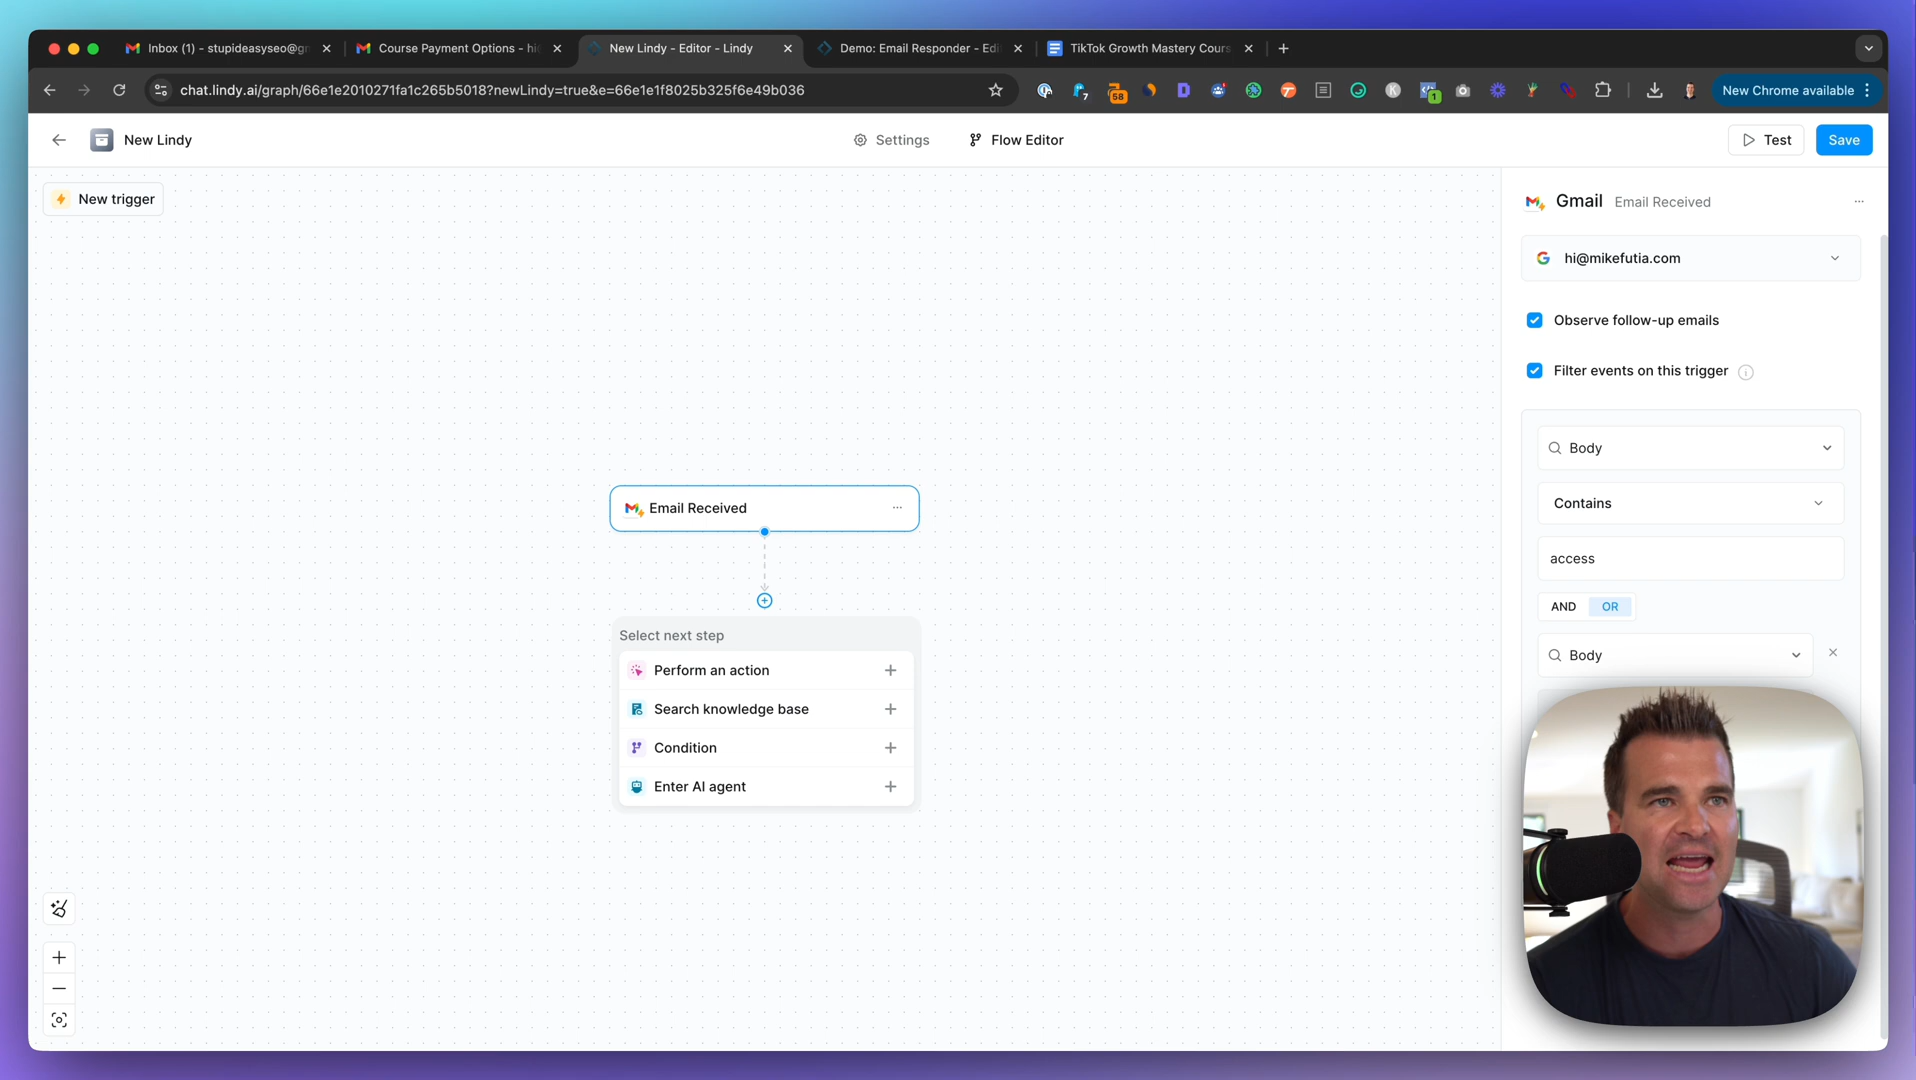 Inbox (1) - stupideasyseo@gm
Course Payment Options - hi
New Lindy - Editor - Lindy
Demo: Email Responder - Edi
TikTok Growth Mastery Cours
chat.lindy.ai/graph/66e1e2010271fa1c265b5018?newLindy=true&e=66e1e1f8025b325f6e49b036
7
58
1
New Chrome available
New Lindy
Settings
Flow Editor
Test
Save
New trigger
Gmail Email Received
hi@mikefutia.com
Observe follow-up emails
Filter events on this trigger
Body
Contains
access
AND OR
Body
Email Received
Select next step
Perform an action
Search knowledge base
Condition
Enter AI agent